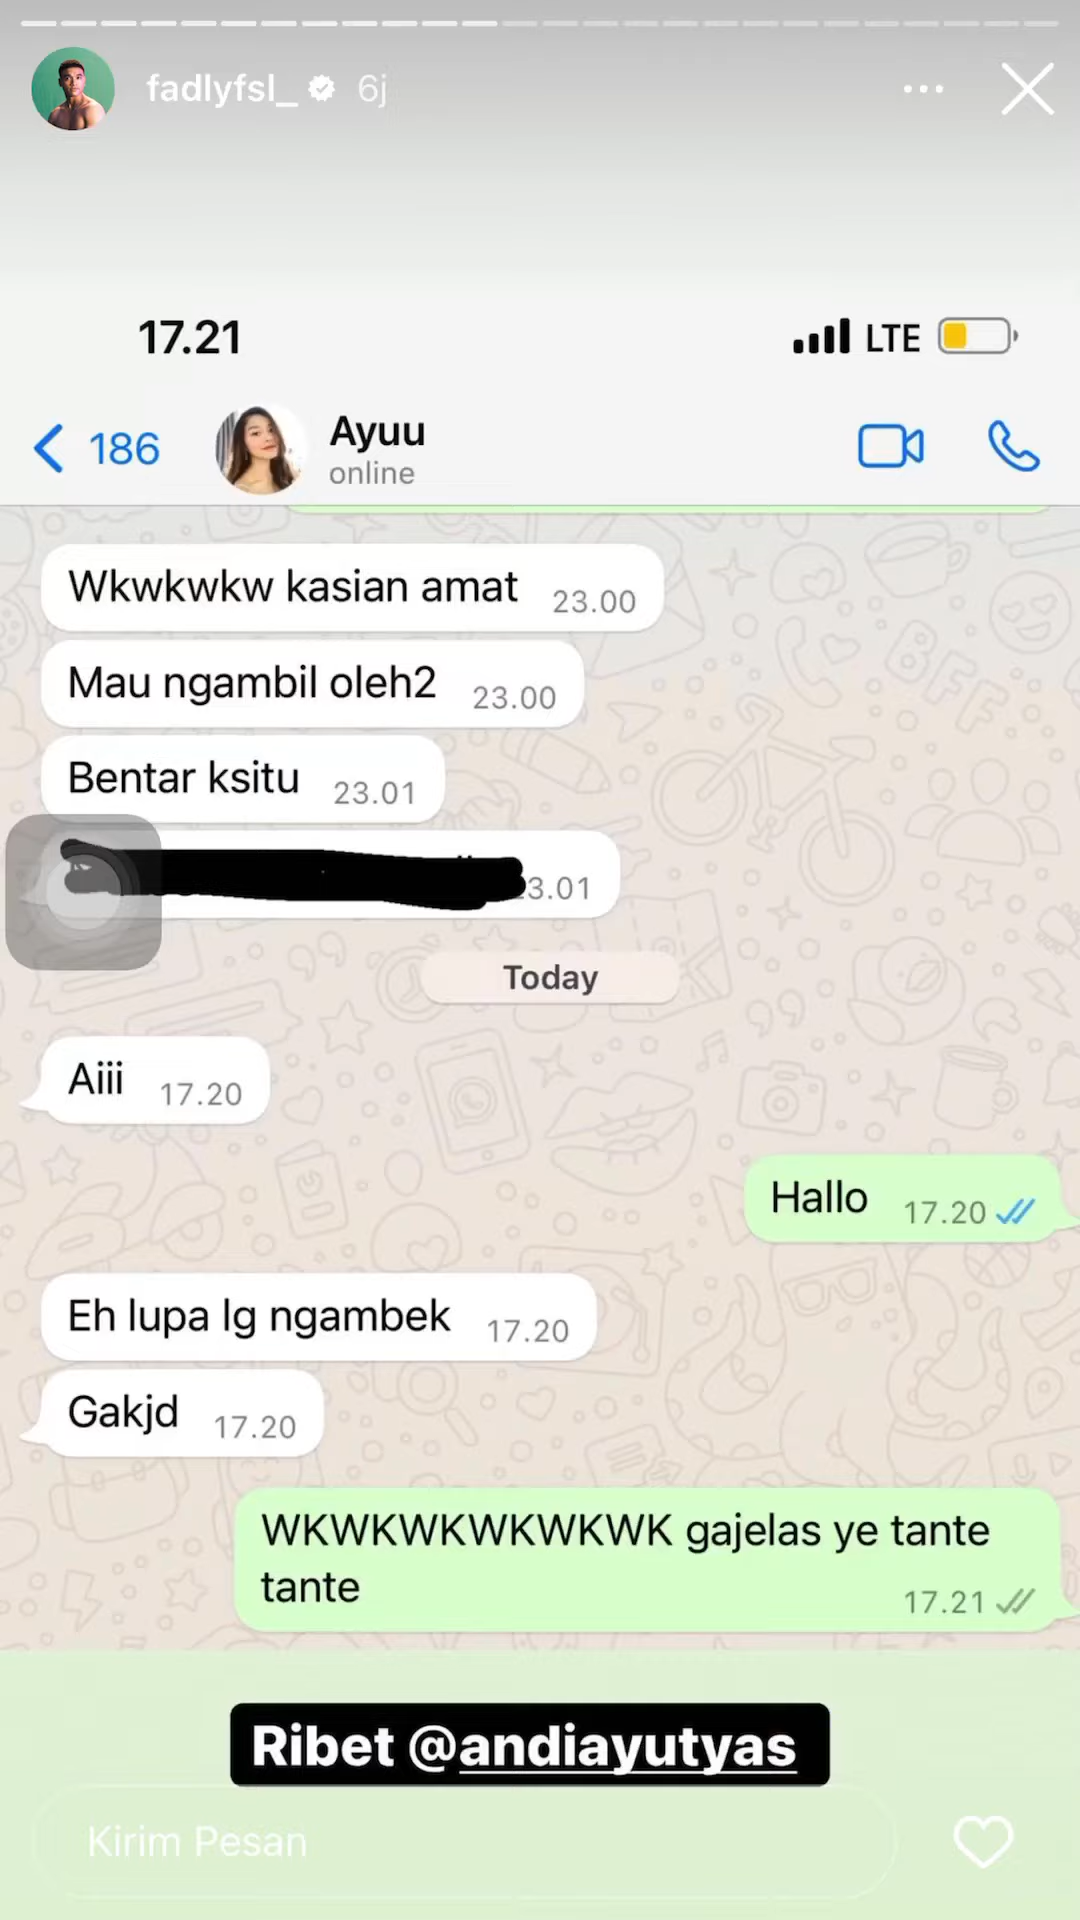 fadlyfsl_ 6j
17.21
LTE
186
Ayuu
online
Wkwkwkw kasian amat 23.00
Mau ngambil oleh2 23.00
Bentar ksitu 23.01
3.01
Today
Aiii 17.20
Hallo 17.20
Eh lupa lg ngambek 17.20
Gakjd 17.20
WKWKWKWKWKWK gajelas ye tante
tante
17.21
Ribet @andiayutyas
Kirim Pesan